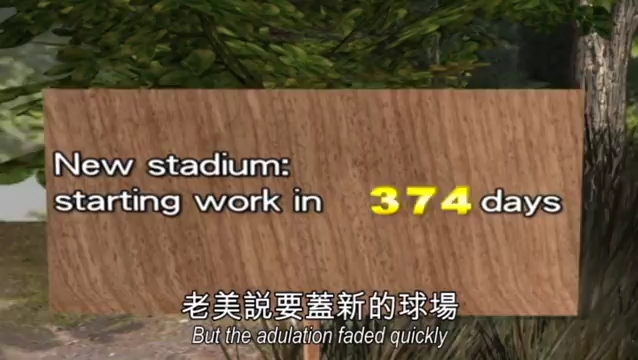 New stadium:
starting work in 374 days
老美説要蓋新的球場
But the adulation faded quickly